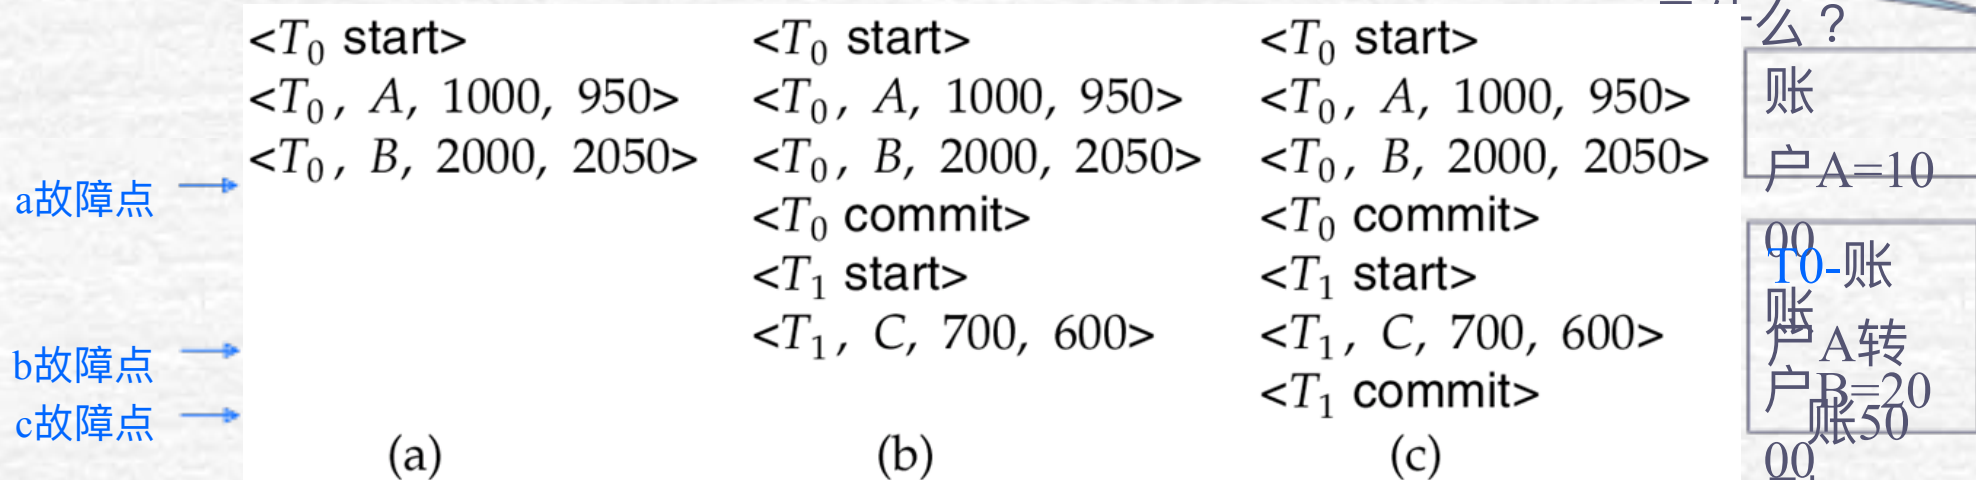 <T0 start>
<T0, A, 1000, 950>
<T0, B, 2000, 2050>
(a)
<T0 start>
<T0, A, 1000, 950>
<T0, B, 2000, 2050>
<T0 commit>
<T1 start>
<T1, C, 700, 600>
(b)
<T0 start>
<T0, A, 1000, 950>
<T0, B, 2000, 2050>
<T0 commit>
<T1 start>
<T1, C, 700, 600>
<T1 commit>
(c)
a故障点
b故障点
c故障点
什么？
账
户A=10
00
账
户B=20
00
T0-账
户A转
账50